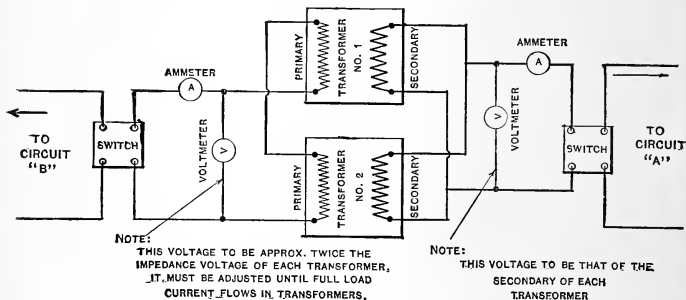 PRIMARY
TRANSFORMER
NO. 1
SECONDARY
AMMETER
A
AMMETER
A
TO
CIRCUIT
"B"
SWITCH
VOLTMETER
V
PRIMARY
TRANSFORMER
NO. 2
SECONDARY
V
VOLTMETER
SWITCH
TO
CIRCUIT
"A"
NOTE:
THIS VOLTAGE TO BE APPROX. TWICE THE
IMPEDANCE VOLTAGE OF EACH TRANSFORMER.
IT MUST BE ADJUSTED UNTIL FULL LOAD
CURRENT FLOWS IN TRANSFORMERS.
NOTE:
THIS VOLTAGE TO BE THAT OF THE
SECONDARY OF EACH
TRANSFORMER